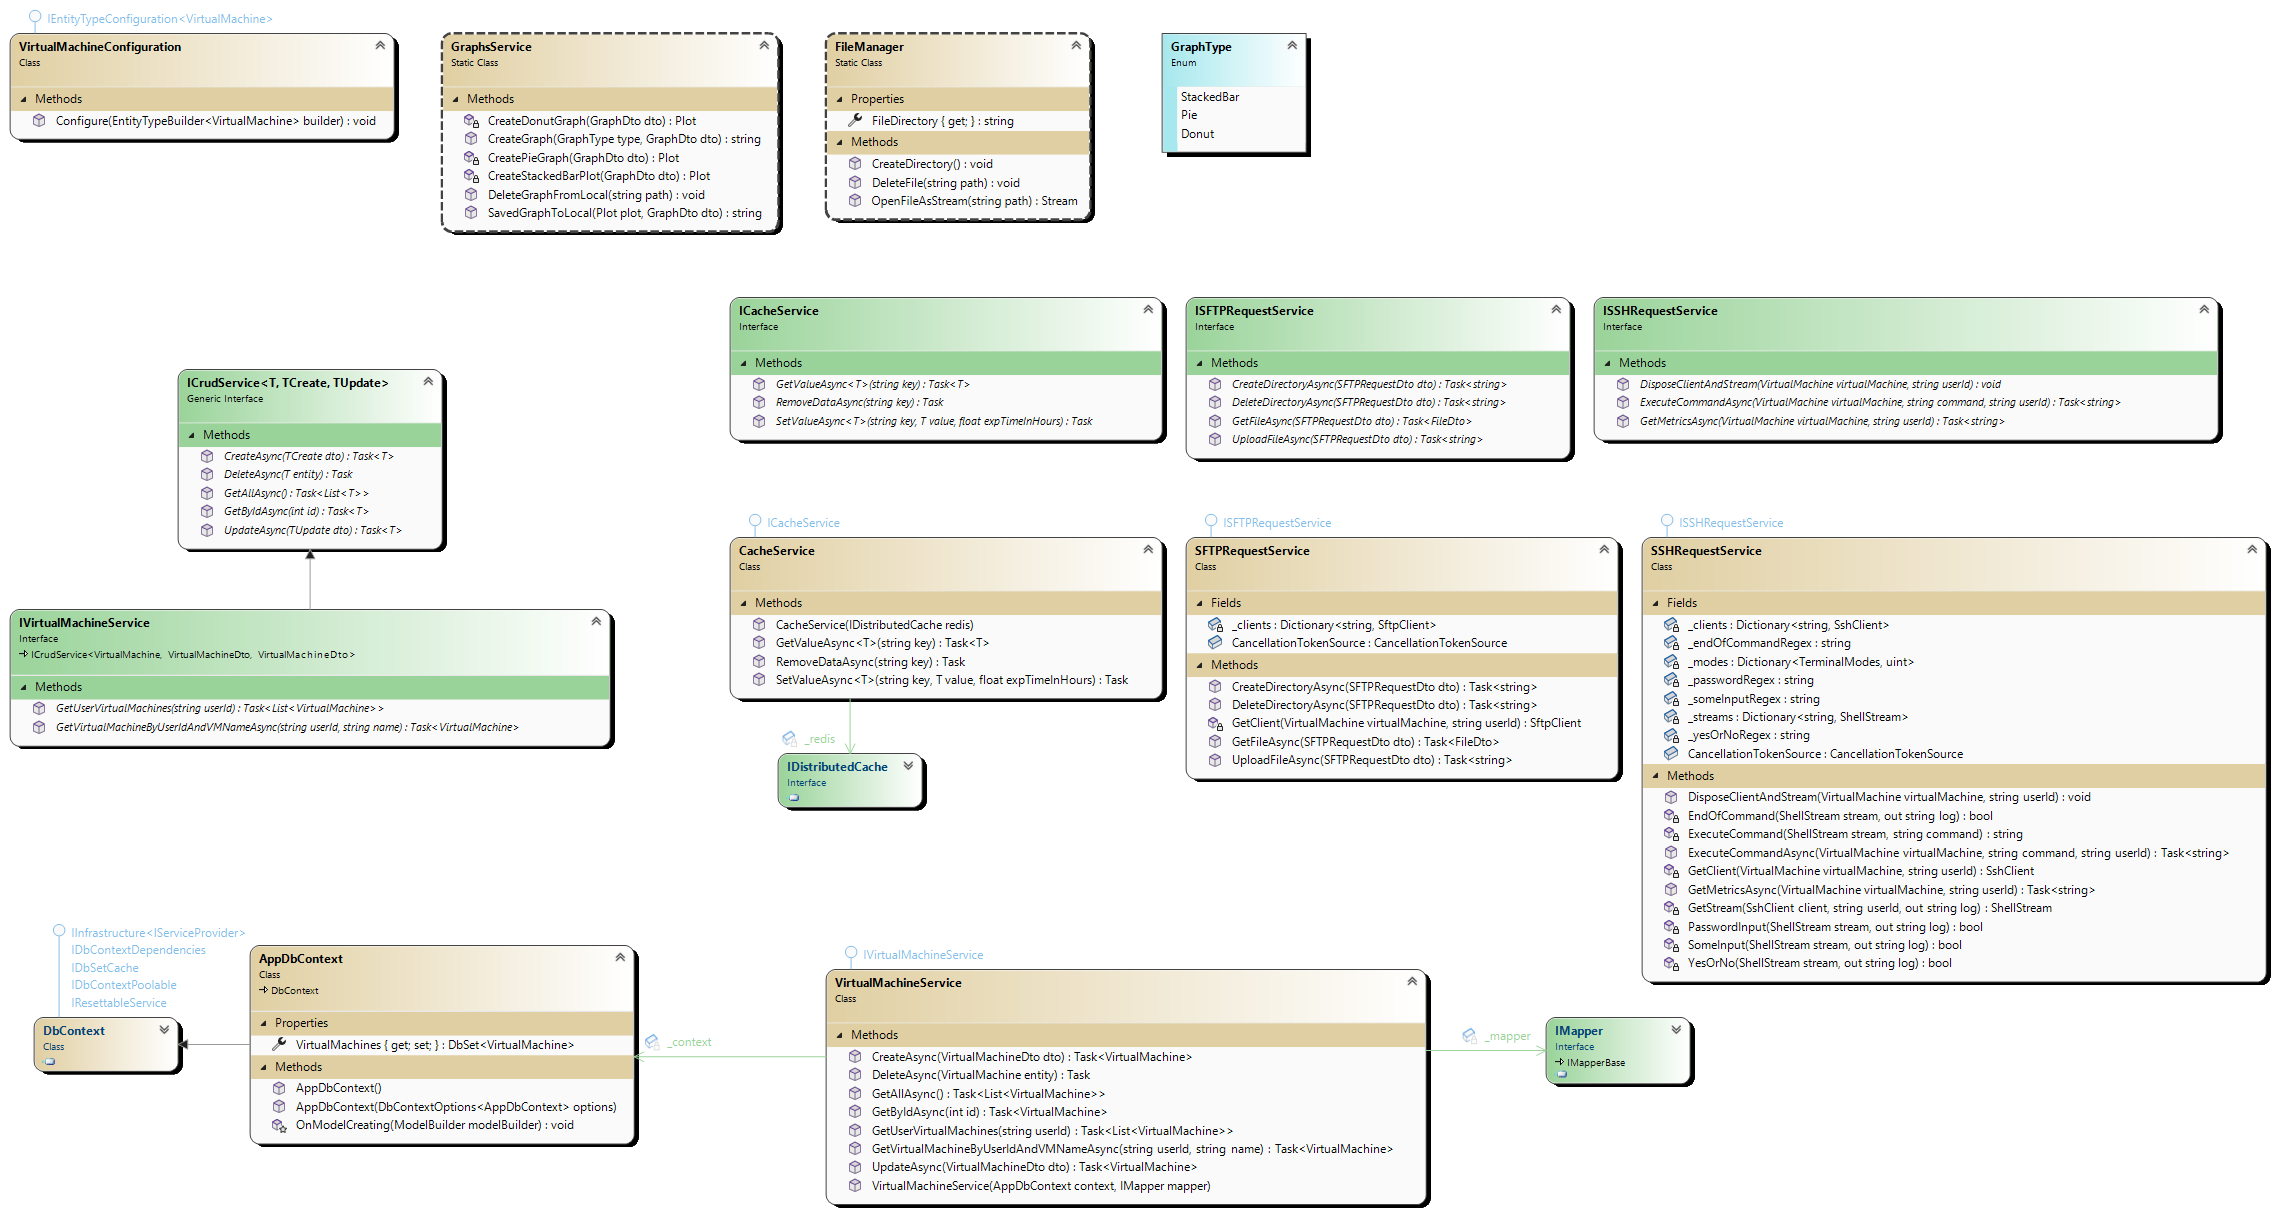 IEntityTypeConfiguration<VirtualMachine>
VirtualMachineConfiguration
Class
Methods
Configure(EntityTypeBuilder<VirtualMachine> builder) : void
GraphsService
Static Class
Methods
CreateDonutGraph(GraphDto dto) : Plot
CreateGraph(GraphType type, GraphDto dto) : string
CreatePieGraph(GraphDto dto) : Plot
CreateStackedBarPlot(GraphDto dto) : Plot
DeleteGraphFromLocal(string path) : void
SavedGraphToLocal(Plot plot, GraphDto dto) : string
FileManager
Static Class
Properties
FileDirectory { get; } : string
Methods
CreateDirectory() : void
DeleteFile(string path) : void
OpenFileAsStream(string path) : Stream
GraphType
Enum
StackedBar
Pie
Donut
ICacheService
Interface
Methods
GetValueAsync<T>(string key) : Task<T>
RemoveDataAsync(string key) : Task
SetValueAsync<T>(string key, T value, float expTimeInHours) : Task
ISFTPRequestService
Interface
Methods
CreateDirectoryAsync(SFTPRequestDto dto) : Task<string>
DeleteDirectoryAsync(SFTPRequestDto dto) : Task<string>
GetFileAsync(SFTPRequestDto dto) : Task<FileDto>
UploadFileAsync(SFTPRequestDto dto) : Task<string>
ISSHRequestService
Interface
Methods
DisposeClientAndStream(VirtualMachine virtualMachine, string userId) : void
ExecuteCommandAsync(VirtualMachine virtualMachine, string command, string userId) : Task<string>
GetMetricsAsync(VirtualMachine virtualMachine, string userId) : Task<string>
ICrudService<T, TCreate, TUpdate>
Generic Interface
Methods
CreateAsync(TCreate dto) : Task<T>
DeleteAsync(T entity) : Task
GetAllAsync() : Task<List<T>>
GetByIdAsync(int id) : Task<T>
UpdateAsync(TUpdate dto) : Task<T>
IVirtualMachineService
Interface
ICrudService<VirtualMachine, VirtualMachineDto, VirtualMachineDto>
Methods
GetUserVirtualMachines(string userId) : Task<List<VirtualMachine>>
GetVirtualMachineByUserIdAndVMNameAsync(string userId, string name) : Task<VirtualMachine>
ICacheService
CacheService
Class
Methods
CacheService(IDistributedCache redis)
GetValueAsync<T>(string key) : Task<T>
RemoveDataAsync(string key) : Task
SetValueAsync<T>(string key, T value, float expTimeInHours) : Task
_redis
IDistributedCache
Interface
ISFTPRequestService
SFTPRequestService
Class
Fields
_clients : Dictionary<string, SftpClient>
CancellationTokenSource : CancellationTokenSource
Methods
CreateDirectoryAsync(SFTPRequestDto dto) : Task<string>
DeleteDirectoryAsync(SFTPRequestDto dto) : Task<string>
GetClient(VirtualMachine virtualMachine, string userId) : SftpClient
GetFileAsync(SFTPRequestDto dto) : Task<FileDto>
UploadFileAsync(SFTPRequestDto dto) : Task<string>
ISSHRequestService
SSHRequestService
Class
Fields
_clients : Dictionary<string, SshClient>
_endOfCommandRegex : string
_modes : Dictionary<TerminalModes, uint>
_passwordRegex : string
_someInputRegex : string
_streams : Dictionary<string, ShellStream>
_yesOrNoRegex : string
CancellationTokenSource : CancellationTokenSource
Methods
DisposeClientAndStream(VirtualMachine virtualMachine, string userId) : void
EndOfCommand(ShellStream stream, out string log) : bool
ExecuteCommand(ShellStream stream, string command) : string
ExecuteCommandAsync(VirtualMachine virtualMachine, string command, string userId) : Task<string>
GetClient(VirtualMachine virtualMachine, string userId) : SshClient
GetMetricsAsync(VirtualMachine virtualMachine, string userId) : Task<string>
GetStream(SshClient client, string userId, out string log) : ShellStream
PasswordInput(ShellStream stream, out string log) : bool
SomeInput(ShellStream stream, out string log) : bool
YesOrNo(ShellStream stream, out string log) : bool
IInfrastructure<IServiceProvider>
IDbContextDependencies
IDbSetCache
IDbContextPoolable
IResettableService
DbContext
Class
AppDbContext
Class
DbContext
Properties
VirtualMachines { get; set; } : DbSet<VirtualMachine>
Methods
AppDbContext()
AppDbContext(DbContextOptions<AppDbContext> options)
OnModelCreating(ModelBuilder modelBuilder) : void
_context
IVirtualMachineService
VirtualMachineService
Class
Methods
CreateAsync(VirtualMachineDto dto) : Task<VirtualMachine>
DeleteAsync(VirtualMachine entity) : Task
GetAllAsync() : Task<List<VirtualMachine>>
GetByIdAsync(int id) : Task<VirtualMachine>
GetUserVirtualMachines(string userId) : Task<List<VirtualMachine>>
GetVirtualMachineByUserIdAndVMNameAsync(string userId, string name) : Task<VirtualMachine>
UpdateAsync(VirtualMachineDto dto) : Task<VirtualMachine>
VirtualMachineService(AppDbContext context, IMapper mapper)
_mapper
IMapper
Interface
IMapperBase